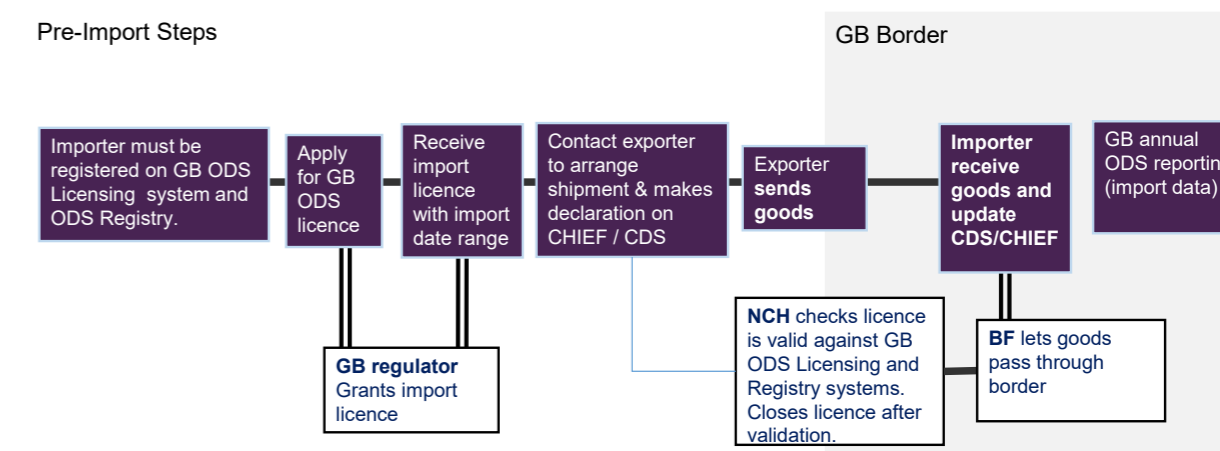 Pre-Import Steps
GB Border
Importer must be
registered on GB ODS
Licensing system and
ODS Registry.
Apply
for GB
ODS
licence
Receive
import
licence
with import
date range
Contact exporter
to arrange
shipment & makes
declaration on
CHIEF / CDS
Exporter
sends
goods
Importer
receive
goods and
update
CDS/CHIEF
GB annual
ODS reportin
(import data)
GB regulator
Grants import
licence
NCH checks licence
is valid against GB
ODS Licensing and
Registry systems.
Closes licence after
validation.
BF lets goods
pass through
border